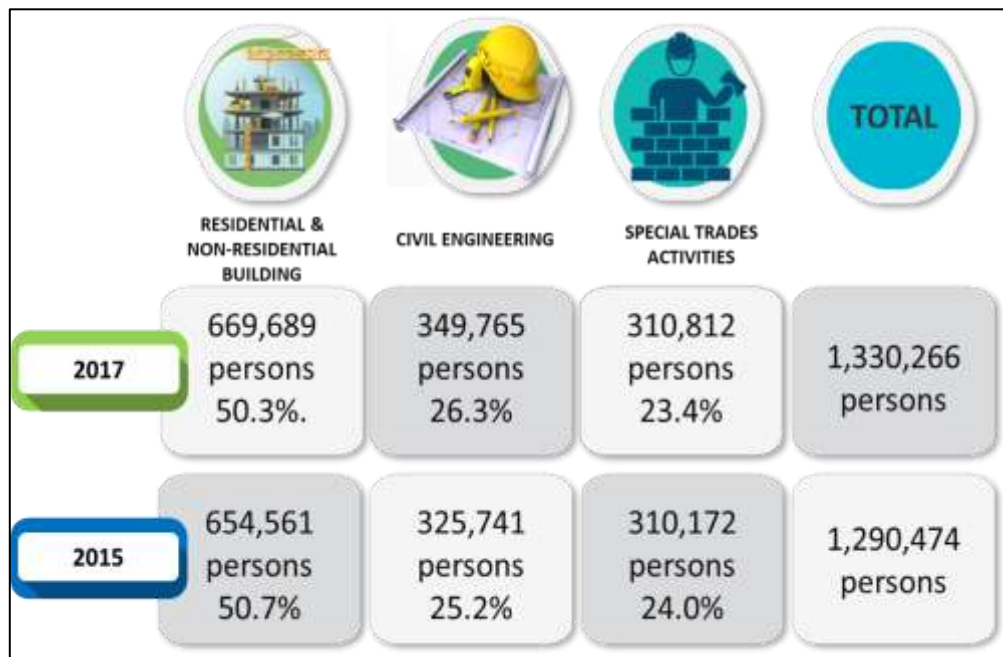 TOTAL
RESIDENTIAL &
NON-RESIDENTIAL
BUILDING
CIVIL ENGINEERING
SPECIAL TRADES
ACTIVITIES
2017
669,689
persons
50.3%.
349,765
persons
26.3%
310,812
persons
23.4%
1,330,266
persons
2015
654,561
persons
50.7%
325,741
persons
25.2%
310,172
persons
24.0%
1,290,474
persons